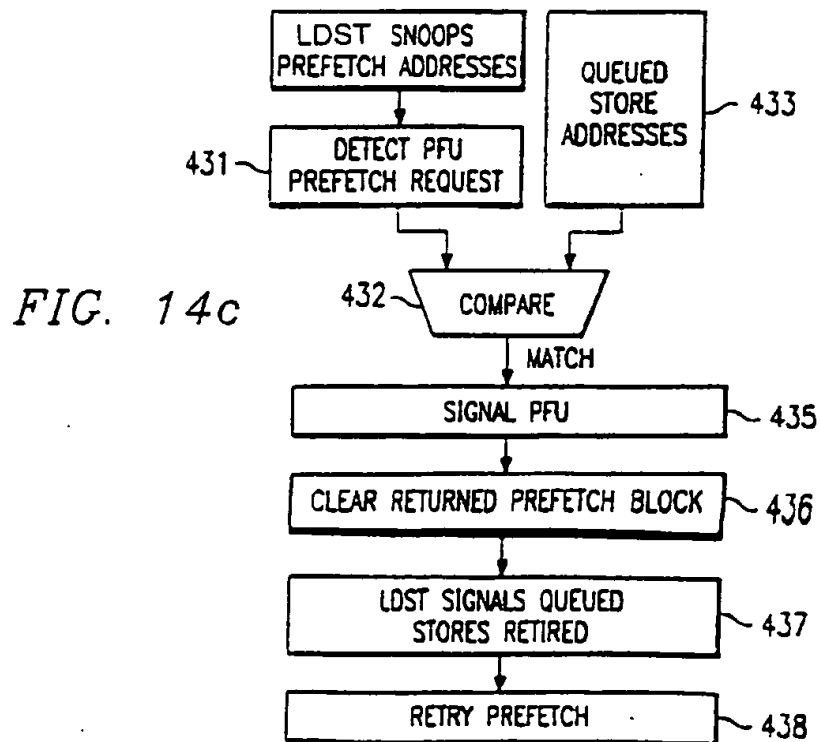 LDST SNOOPS
PREFETCH ADDRESSES
QUEUED
STORE
ADDRESSES
433
431
DETECT PFU
PREFETCH REQUEST
FIG. 14c
432
COMPARE
MATCH
SIGNAL PFU
435
CLEAR RETURNED PREFETCH BLOCK
436
LDST SIGNALS QUEUED
STORES RETIRED
437
RETRY PREFETCH
438